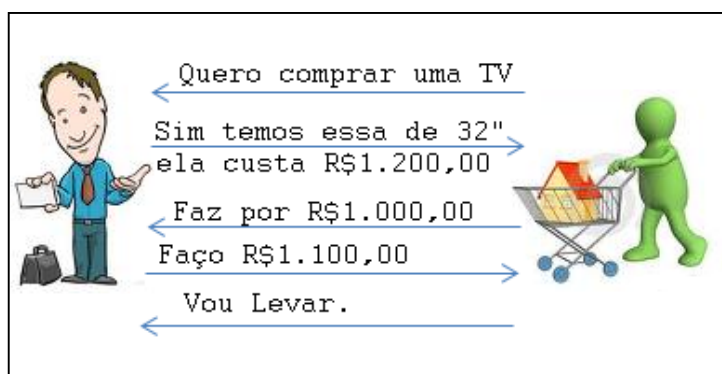 Quero comprar uma TV
Sim temos essa de 32"
ela custa R$1.200,00
Faz por R$1.000,00
Faço R$1.100,00
Vou Levar.